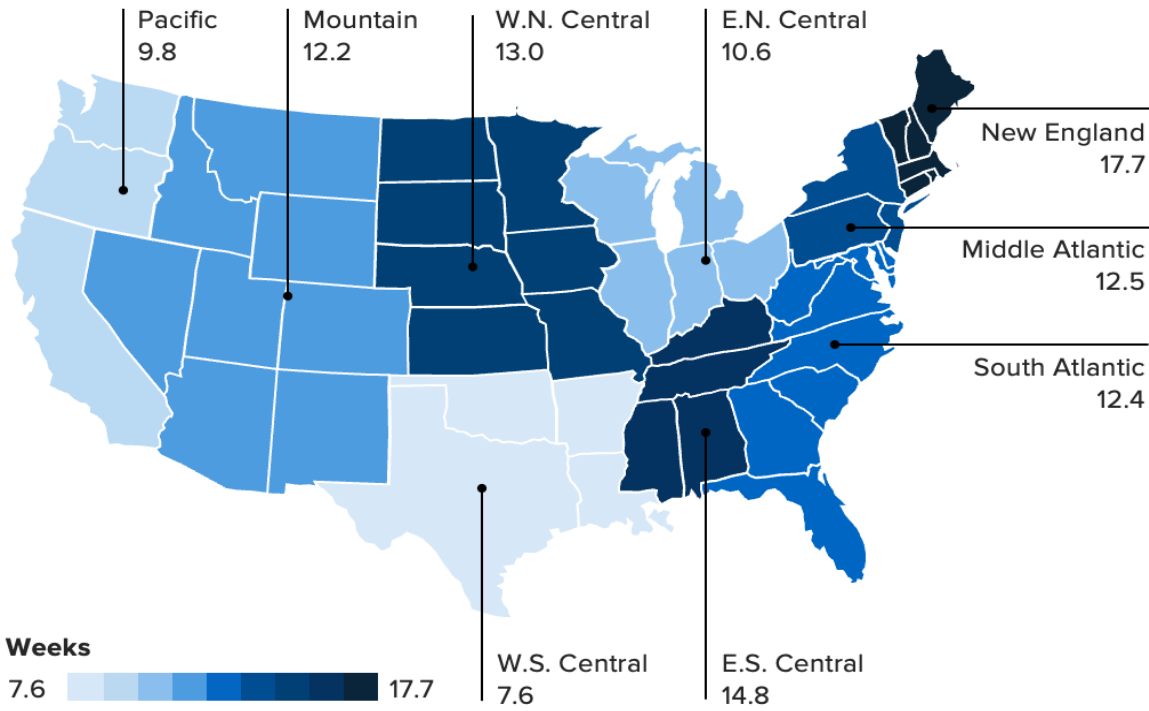 Pacific
9.8
Mountain
12.2
W.N. Central
13.0
E.N. Central
10.6
New England
17.7
Middle Atlantic
12.5
South Atlantic
12.4
Weeks
7.6
17.7
W.S. Central
7.6
E.S. Central
14.8